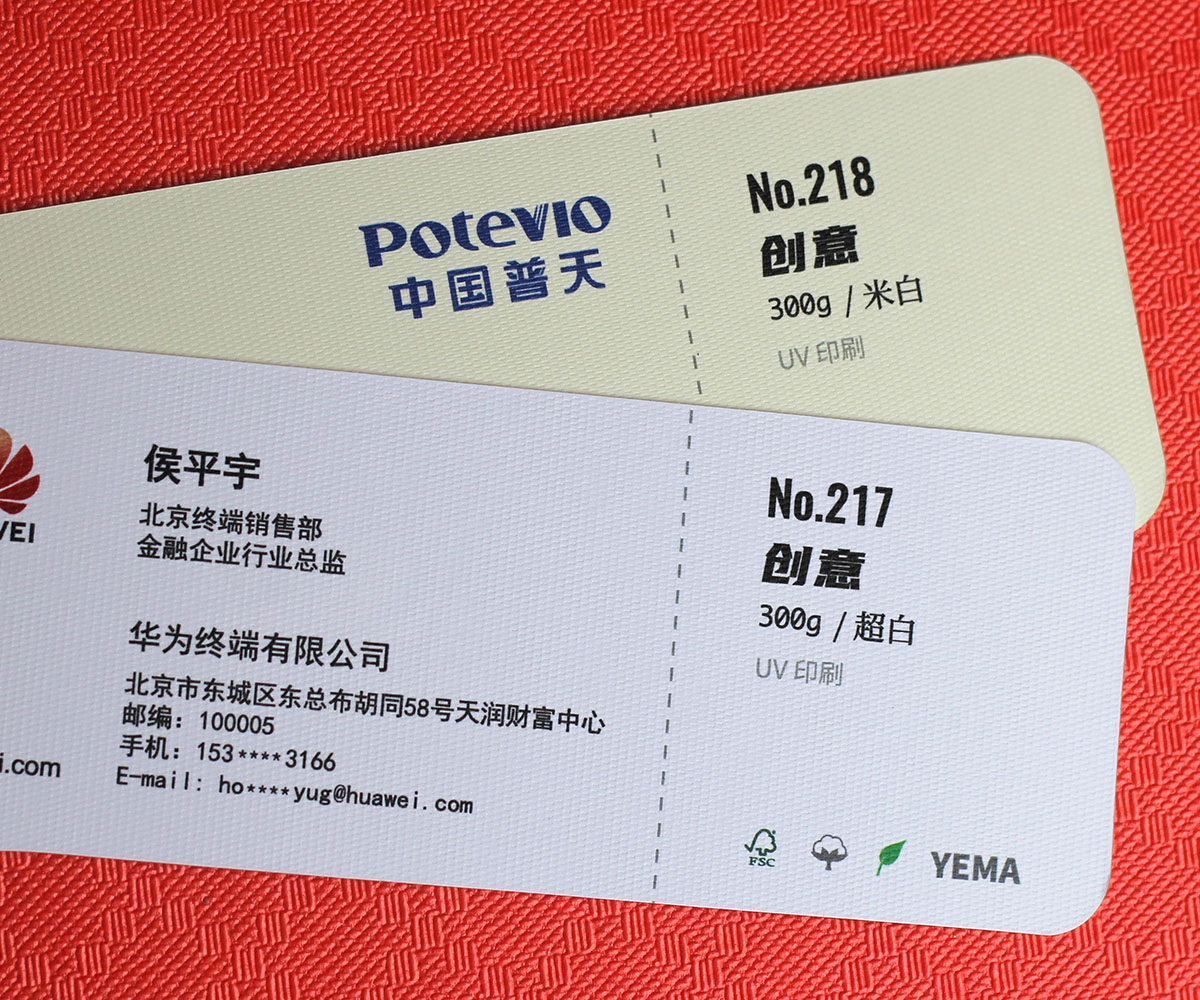 Potevio
中国普天
No.218
创意
300g / 米白
UV 印刷
侯平宇
北京终端销售部
金融企业行业总监
华为终端有限公司
北京市东城区东总布胡同58号天润财富中心
邮编：100005
手机：153****3166
E-mail: ho****yug@huawei.com
WEI
i.com
No.217
创意
300g / 超白
UV 印刷
FSC
YEMA